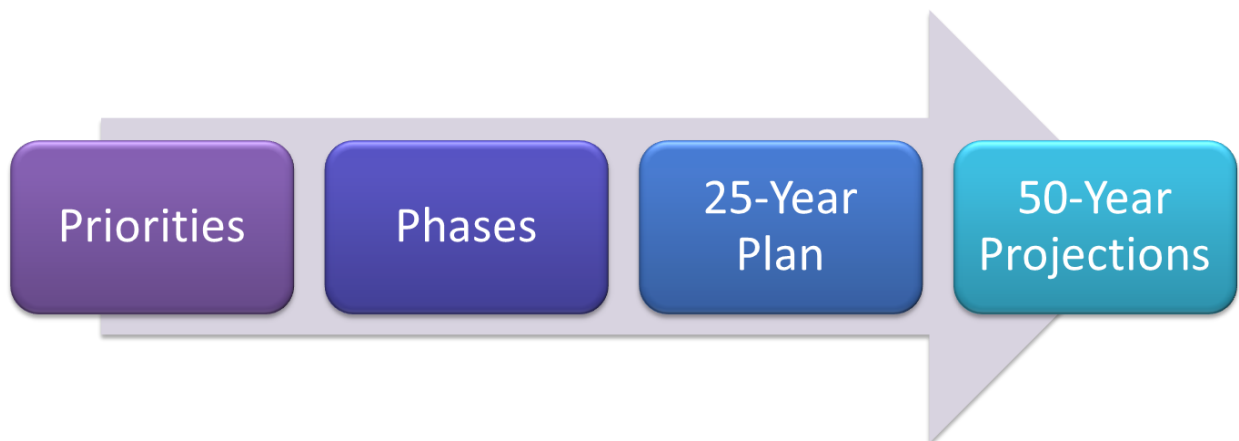 Priorities
Phases
25-Year
Plan
50-Year
Projections